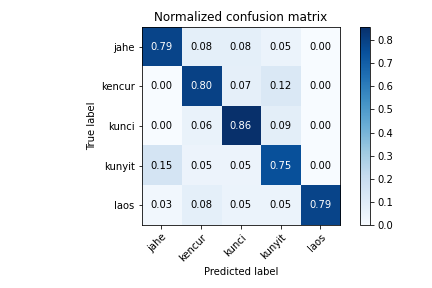 Normalized confusion matrix
True label
jahe 0.79 0.08 0.08 0.05 0.00
kencur 0.00 0.80 0.07 0.12 0.00
kunci 0.00 0.06 0.86 0.09 0.00
kunyit 0.15 0.05 0.05 0.75 0.00
laos 0.03 0.08 0.05 0.05 0.79
jahe kencur kunci kunyit laos
Predicted label
0.8
0.7
0.6
0.5
0.4
0.3
0.2
0.1
0.0